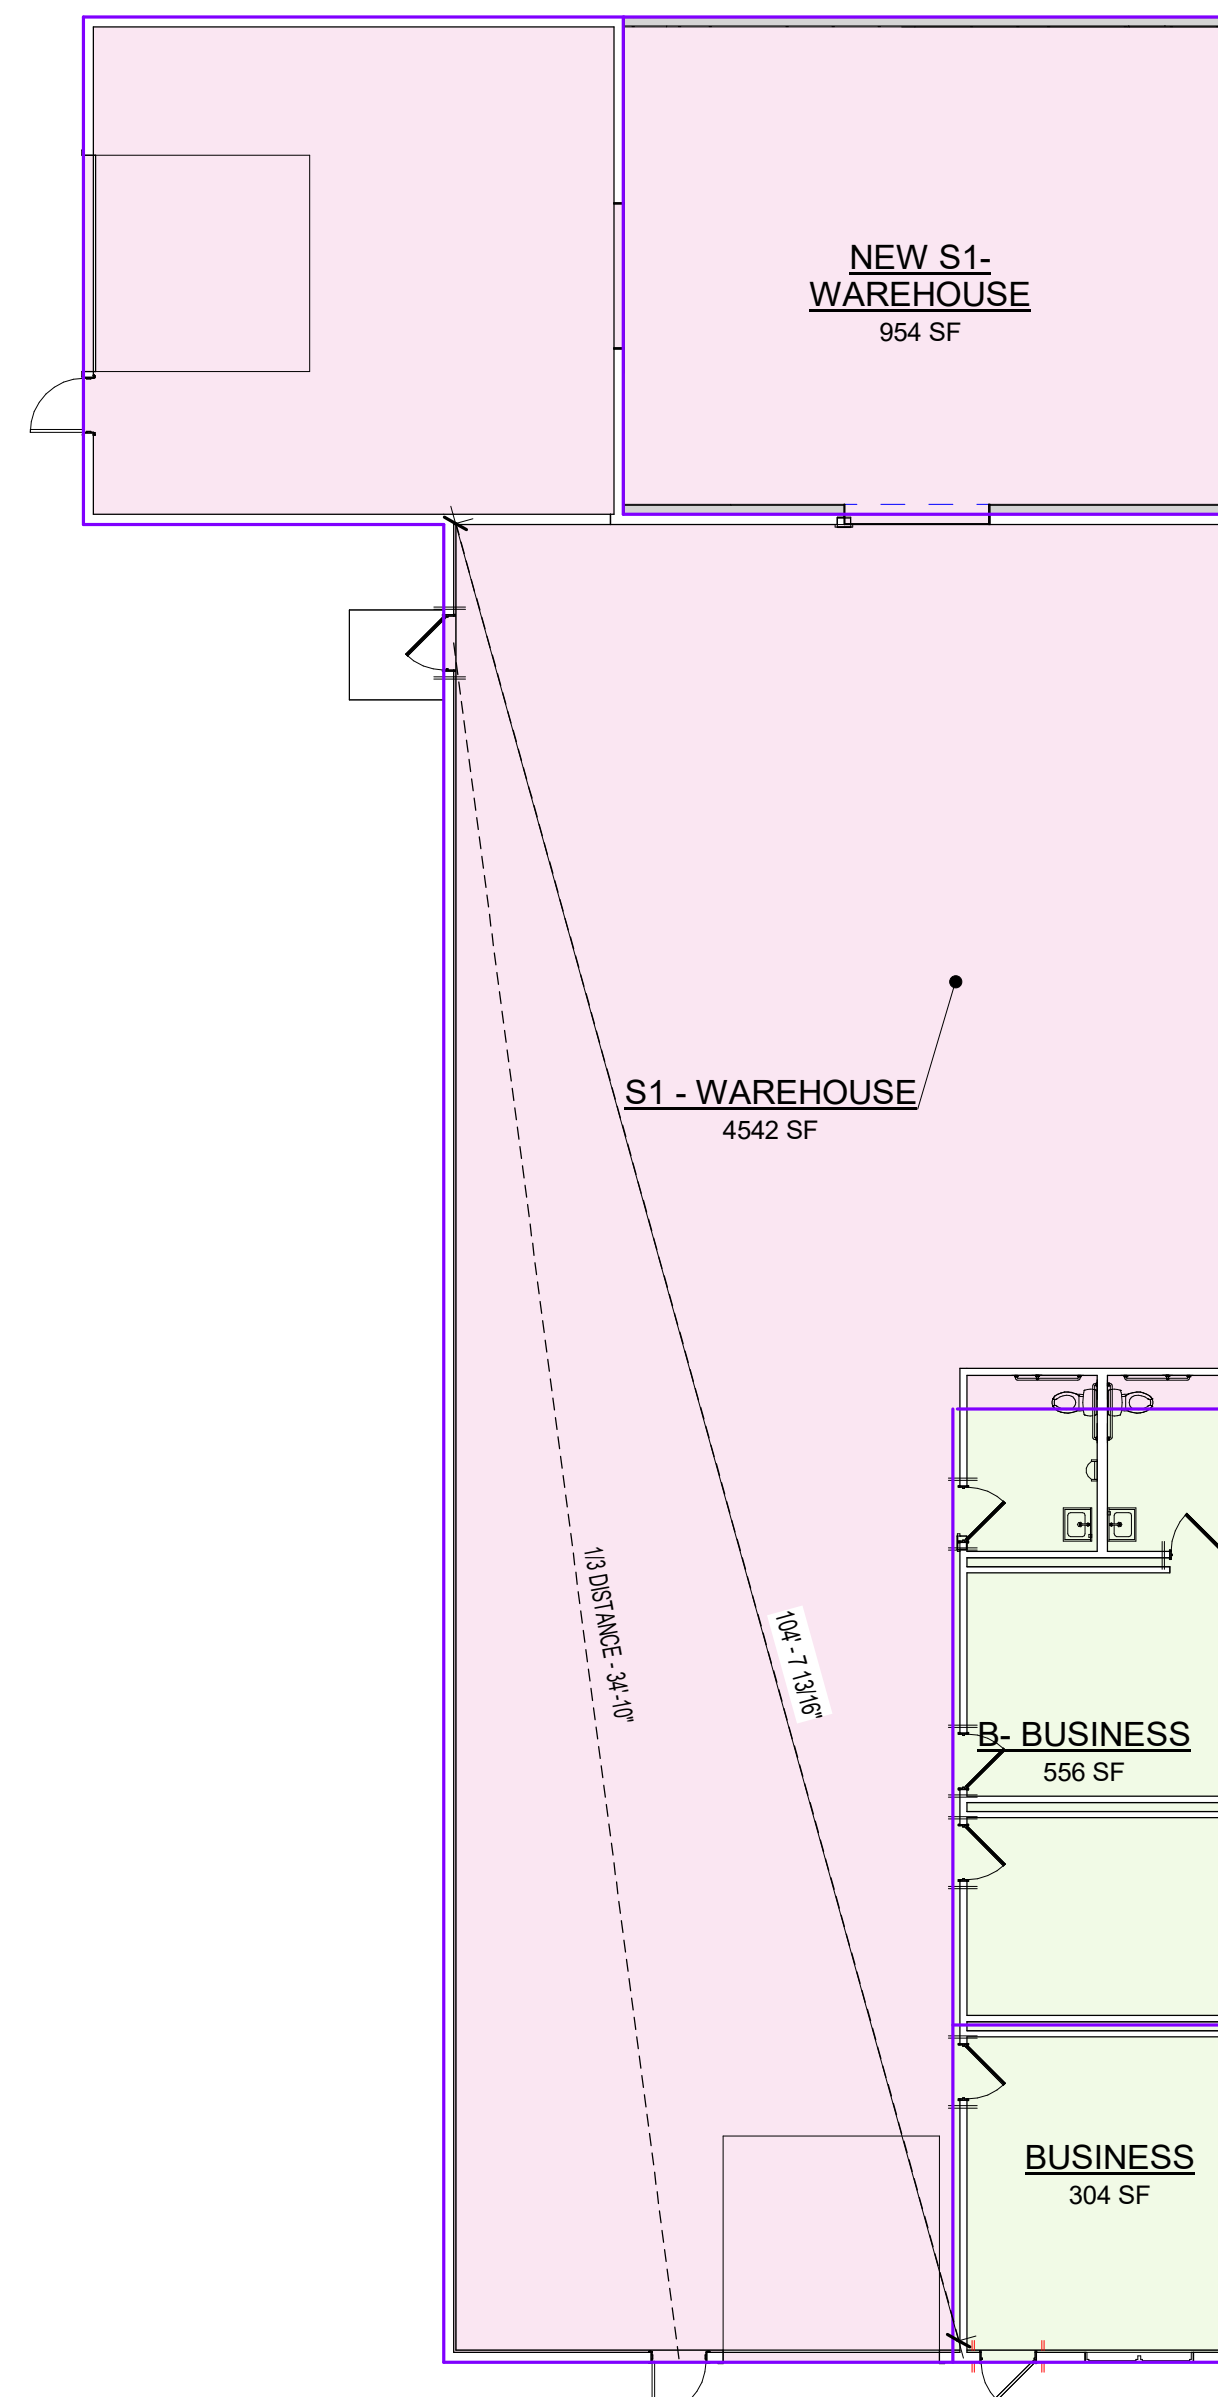 NEW S1-
WAREHOUSE
954 SF
S1 - WAREHOUSE
4542 SF
1/3 DISTANCE - 34'-10"
104' - 7 13/16"
B- BUSINESS
556 SF
BUSINESS
304 SF